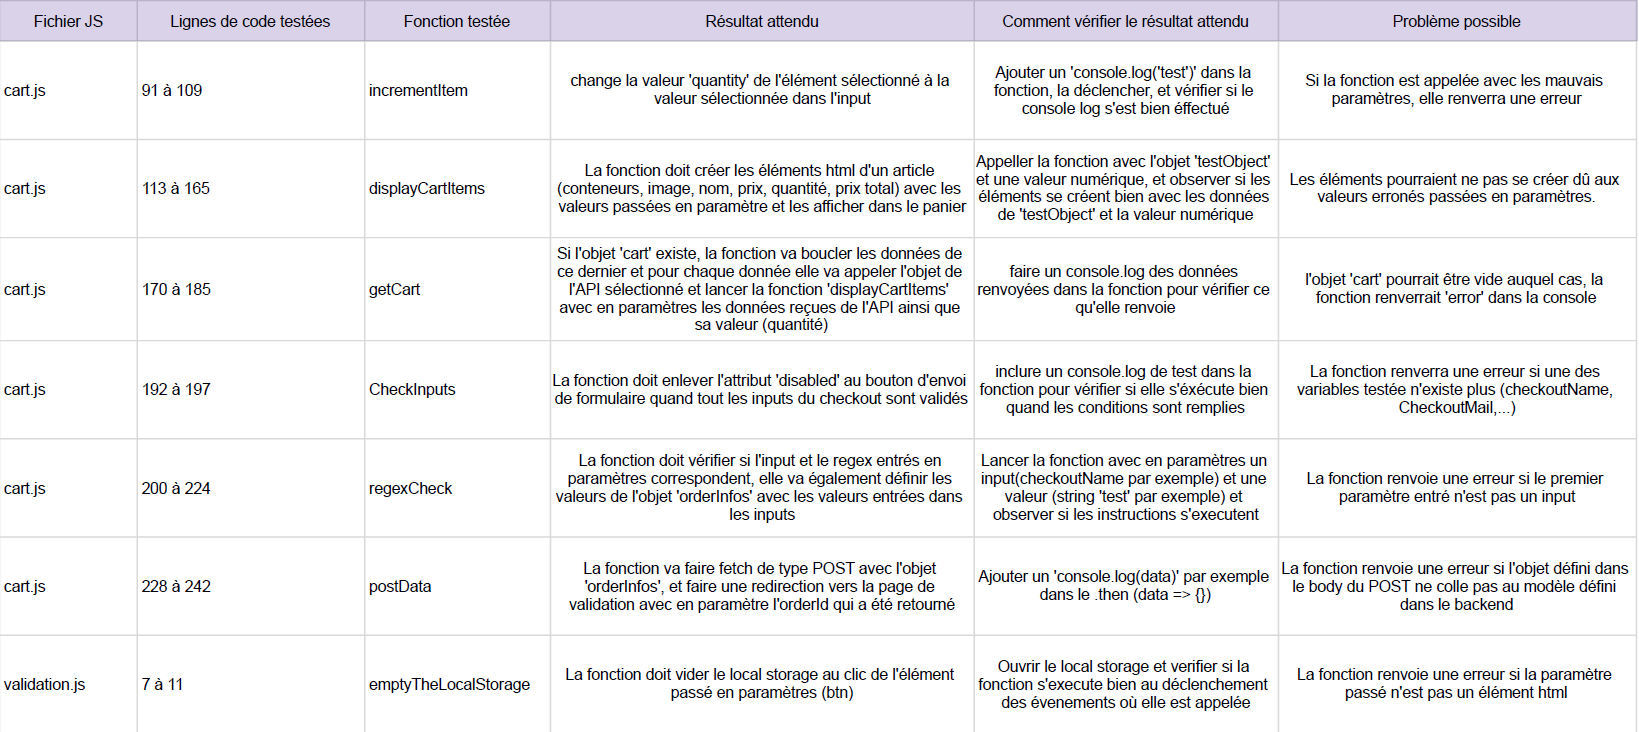 Fichier JS
Lignes de code testées
Fonction testée
Résultat attendu
Comment vérifier le résultat attendu
Problème possible
cart.js
91 à 109
incrementItem
change la valeur 'quantity' de l'élément sélectionné à la
valeur sélectionnée dans l'input
Ajouter un 'console.log('test')' dans la
fonction, la déclencher, et vérifier si le
console log s'est bien éffectué
Si la fonction est appelée avec les mauvais
paramètres, elle renverra une erreur
cart.js
113 à 165
displayCartItems
La fonction doit créer les éléments html d'un article
(conteneurs, image, nom, prix, quantité, prix total) avec les
valeurs passées en paramètre et les afficher dans le panier
Appeller la fonction avec l'objet 'testObject'
et une valeur numérique, et observer si les
éléments se créent bien avec les données
de 'testObject' et la valeur numérique
Les éléments pourraient ne pas se créer dû aux
valeurs erronés passées en paramètres.
cart.js
170 à 185
getCart
Si l'objet 'cart' existe, la fonction va boucler les données de
ce dernier et pour chaque donnée elle va appeler l'objet de
l'API sélectionné et lancer la fonction 'displayCartItems'
avec en paramètres les données reçues de l'API ainsi que
sa valeur (quantité)
faire un console.log des données
renvoyées dans la fonction pour vérifier ce
qu'elle renvoie
l'objet 'cart' pourrait être vide auquel cas, la
fonction renverrait 'error' dans la console
cart.js
192 à 197
CheckInputs
La fonction doit enlever l'attribut 'disabled' au bouton d'envoi
de formulaire quand tout les inputs du checkout sont validés
inclure un console.log de test dans la
fonction pour vérifier si elle s'éxécute bien
quand les conditions sont remplies
La fonction renverra une erreur si une des
variables testée n'existe plus (checkoutName,
CheckoutMail,...)
cart.js
200 à 224
regexCheck
La fonction doit vérifier si l'input et le regex entrés en
paramètres correspondent, elle va également définir les
valeurs de l'objet 'orderInfos' avec les valeurs entrées dans
les inputs
Lancer la fonction avec en paramètres un
input(checkoutName par exemple) et une
valeur (string 'test' par exemple) et
observer si les instructions s'executent
La fonction renvoie une erreur si le premier
paramètre entré n'est pas un input
cart.js
228 à 242
postData
La fonction va faire fetch de type POST avec l'objet
'orderInfos', et faire une redirection vers la page de
validation avec en paramètre l'orderId qui a été retourné
Ajouter un 'console.log(data)' par exemple
dans le .then (data => {})
La fonction renvoie une erreur si l'objet défini dans
le body du POST ne colle pas au modèle défini
dans le backend
validation.js
7 à 11
emptyTheLocalStorage
La fonction doit vider le local storage au clic de l'élément
passé en paramètres (btn)
Ouvrir le local storage et verifier si la
fonction s'execute bien au déclenchement
des évenements où elle est appelée
La fonction renvoie une erreur si la paramètre
passé n'est pas un élément html